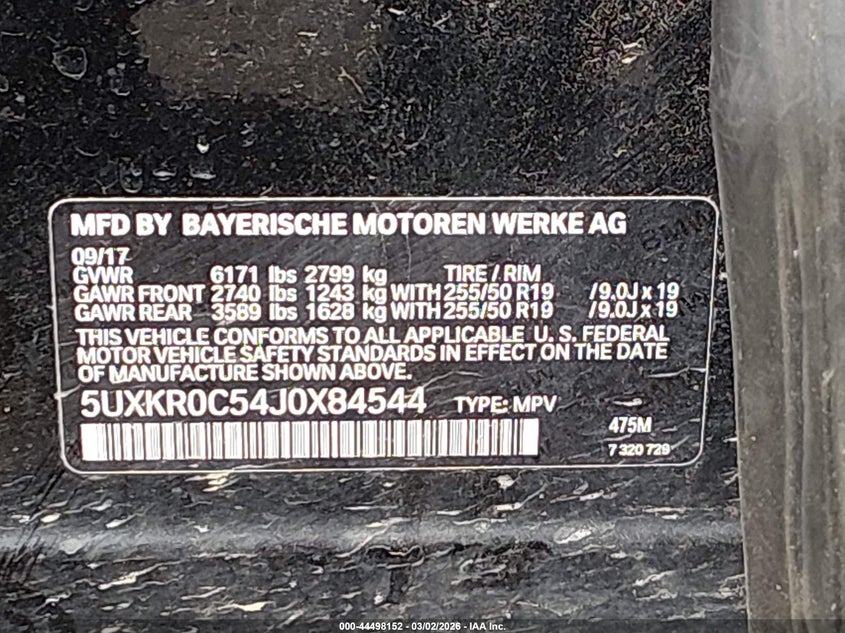 MFD BY BAYERISCHE MOTOREN WERKE AG
09/17
GVWR 6171 lbs 2799 kg TIRE / RIM
GAWR FRONT 2740 lbs 1243 kg WITH 255/50 R19 /9.0J x 19
GAWR REAR 3589 lbs 1628 kg WITH 255/50 R19 /9.0J x 19
THIS VEHICLE CONFORMS TO ALL APPLICABLE U. S. FEDERAL
MOTOR VEHICLE SAFETY STANDARDS IN EFFECT ON THE DATE
OF MANUFACTURE SHOWN ABOVE.
5UXKR0C54J0X84544 TYPE: MPV
475M
7 320 729
000-44498152 - 03/02/2026 - IAA Inc.